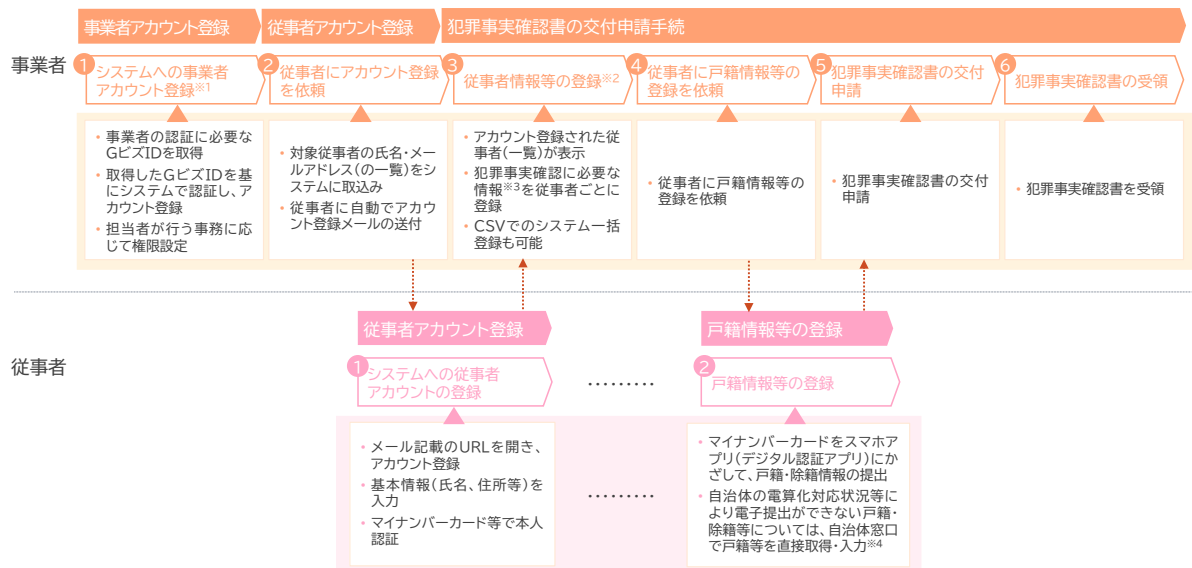 事業者アカウント登録
従事者アカウント登録
犯罪事実確認書の交付申請手続
事業者
1
システムへの事業者
アカウント登録※1
2
従事者にアカウント登録
を依頼
3
従事者情報等の登録※2
4
従事者に戸籍情報等の
登録を依頼
5
犯罪事実確認書の交付
申請
6
犯罪事実確認書の受領
• 事業者の認証に必要な
GビズIDを取得
• 取得したGビズIDを基
にシステムで認証し、ア
カウント登録
• 担当者が行う事務に応
じて権限設定
• 対象従事者の氏名・メー
ルアドレス(の一覧)をシ
ステムに取込み
• 従事者に自動でアカウ
ント登録メールの送付
• アカウント登録された従
事者(一覧)が表示
• 犯罪事実確認に必要な
情報※3を従事者ごとに
登録
• CSVでのシステム一括
登録も可能
• 従事者に戸籍情報等の
登録を依頼
• 犯罪事実確認書の交付
申請
• 犯罪事実確認書を受領
従事者アカウント登録
戸籍情報等の登録
従事者
1
システムへの従事者
アカウントの登録
………
2
戸籍情報等の登録
• メール記載のURLを開き、
アカウント登録
• 基本情報(氏名、住所等)を
入力
• マイナンバーカード等で本人
認証
………
• マイナンバーカードをスマホア
プリ(デジタル認証アプリ)にか
ざして、戸籍・除籍情報の提出
• 自治体の電算化対応状況等に
より電子提出ができない戸籍・
除籍等については、自治体窓口
で戸籍等を直接取得・入力※4